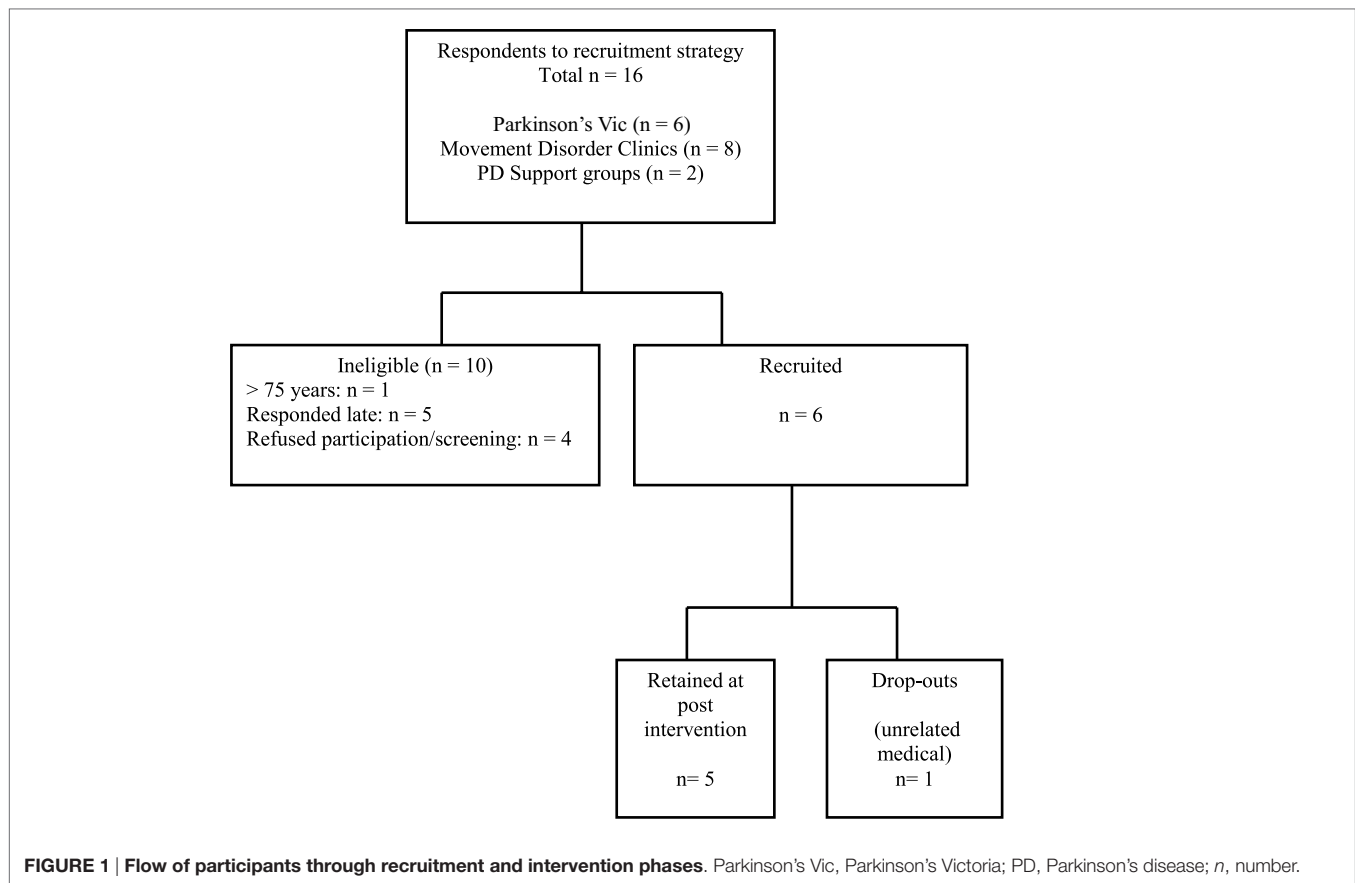 Respondents to recruitment strategy
Total n = 16
Parkinson's Vic (n = 6)
Movement Disorder Clinics (n = 8)
PD Support groups (n = 2)
Ineligible (n = 10)
> 75 years: n = 1
Responded late: n = 5
Refused participation/screening: n = 4
Recruited
n = 6
Retained at
post
intervention
n= 5
Drop-outs
(unrelated
medical)
n= 1
FIGURE 1 | Flow of participants through recruitment and intervention phases. Parkinson's Vic, Parkinson's Victoria; PD, Parkinson's disease; n, number.